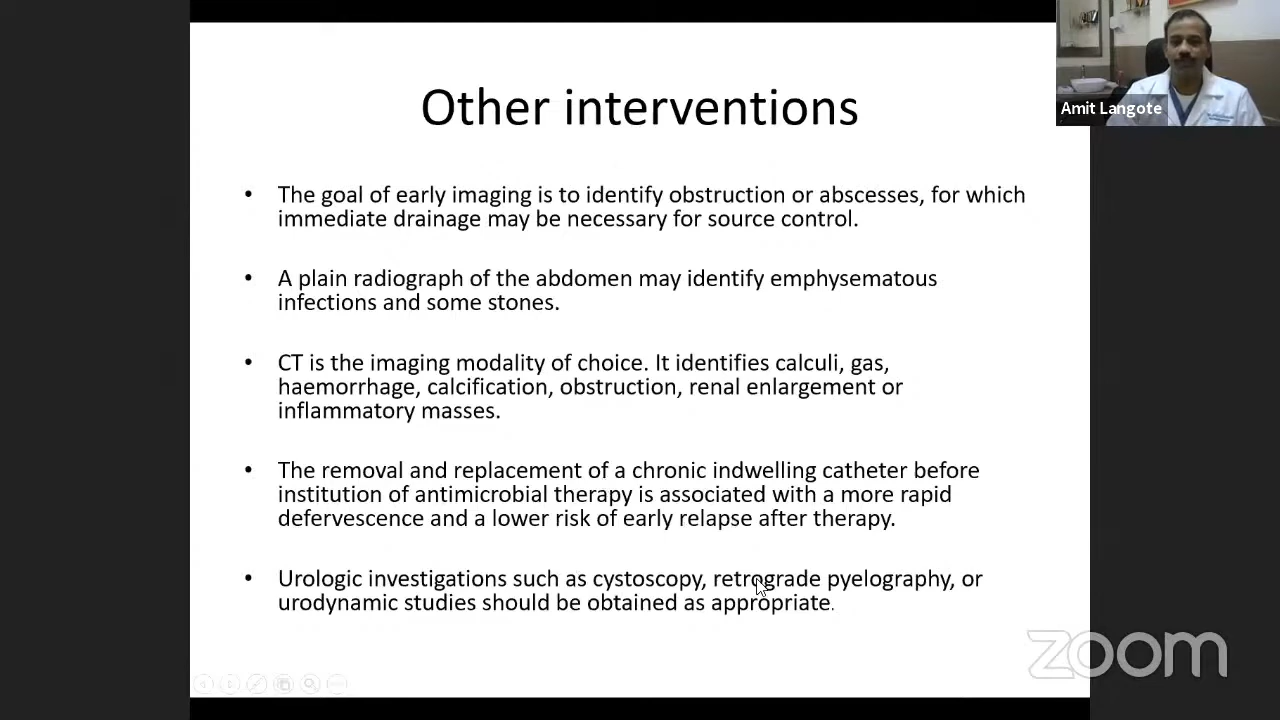 Other interventions
Amit Langote
• The goal of early imaging is to identify obstruction or abscesses, for which
immediate drainage may be necessary for source control.
• A plain radiograph of the abdomen may identify emphysematous
infections and some stones.
• CT is the imaging modality of choice. It identifies calculi, gas,
haemorrhage, calcification, obstruction, renal enlargement or
inflammatory masses.
• The removal and replacement of a chronic indwelling catheter before
institution of antimicrobial therapy is associated with a more rapid
defervescence and a lower risk of early relapse after therapy.
• Urologic investigations such as cystoscopy, retrograde pyelography, or
urodynamic studies should be obtained as appropriate.
zoom